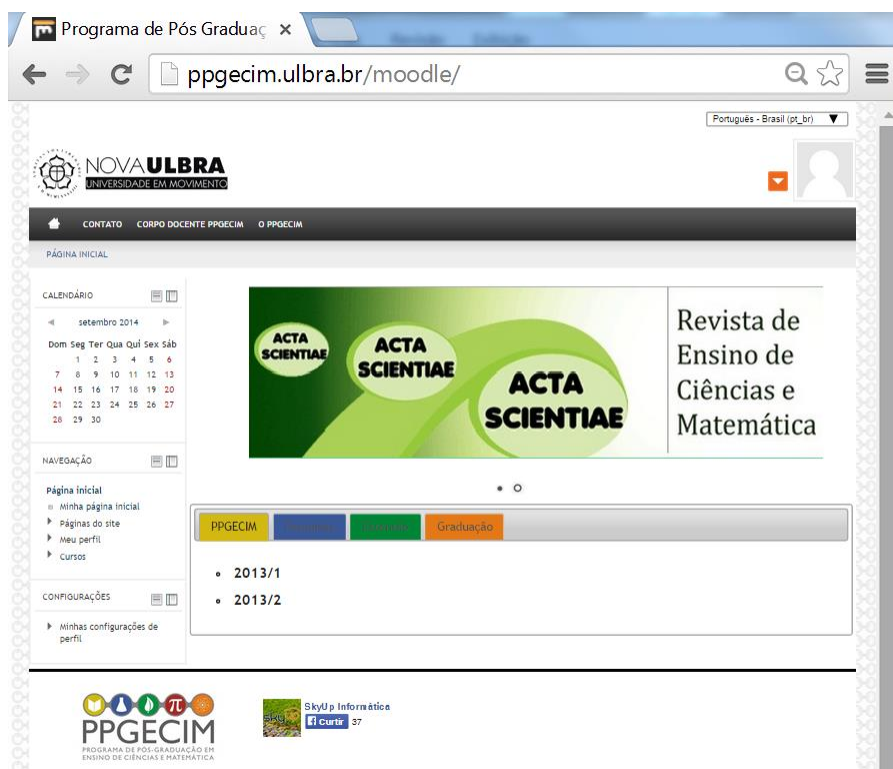 Programa de Pós Graduaç
ppgecim.ulbra.br/moodle/
Português - Brasil (pt_br)
NOVAULBRA
UNIVERSIDADE EM MOVIMENTO
CONTATO CORPO DOCENTE PPGECIM O PPGECIM
PÁGINA INICIAL
CALENDÁRIO
setembro 2014
Dom Seg Ter Qua Qui Sex Sáb
1 2 3 4 5 6
7 8 9 10 11 12 13
14 15 16 17 18 19 20
21 22 23 24 25 26 27
28 29 30
ACTA
SCIENTIAE
ACTA
SCIENTIAE
ACTA
SCIENTIAE
Revista de
Ensino de
Ciências e
Matemática
NAVEGAÇÃO
Página inicial
Minha página inicial
Páginas do site
Meu perfil
Cursos
CONFIGURAÇÕES
Minhas configurações de
perfil
PPGECIM
Graduação
2013/1
2013/2
PPGECIM
PROGRAMA DE PÓS-GRADUAÇÃO EM
ENSINO DE CIÊNCIAS E MATEMÁTICA
sky
SkyUp Informática
Curtir 37